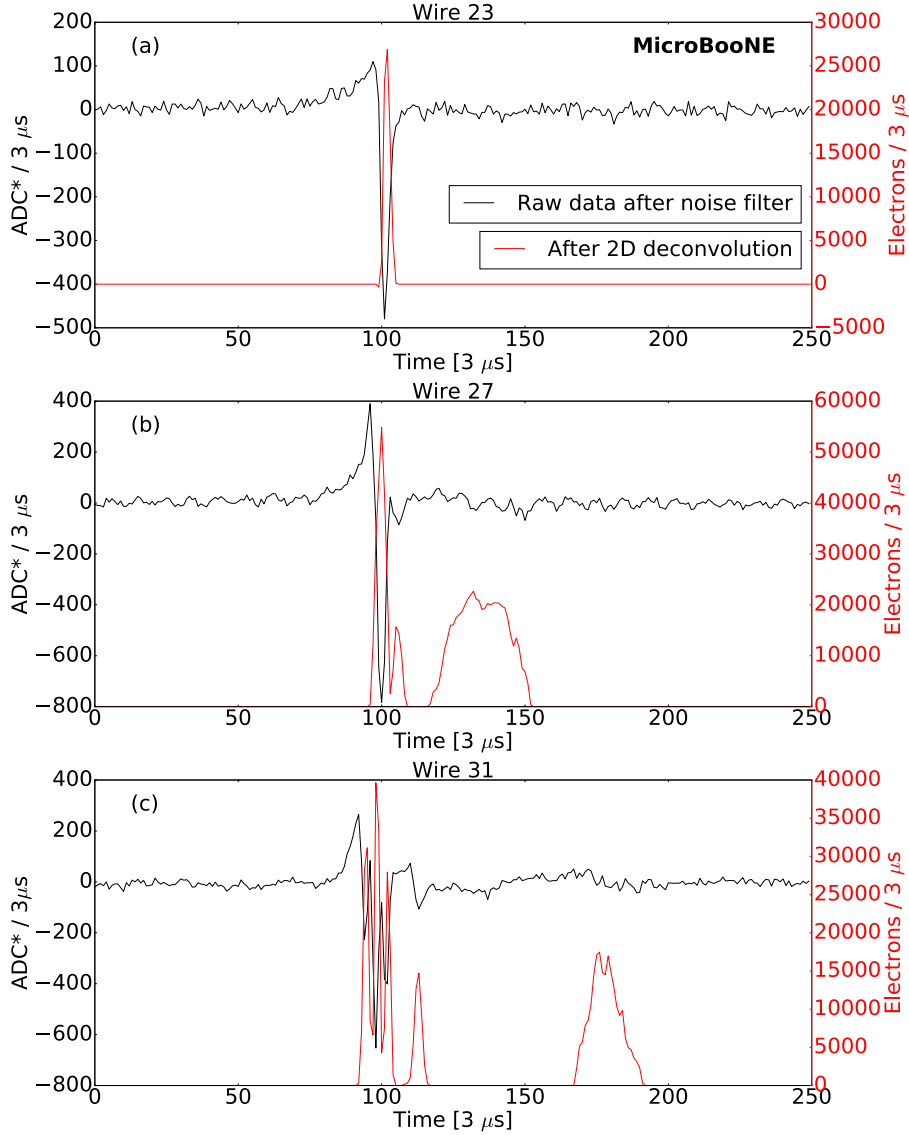 Wire 23
(a)
MicroBooNE
200
100
0
−100
−200
−300
−400
−500
ADC* / 3 μs
30000
25000
20000
15000
10000
5000
0
−5000
Electrons / 3 μs
Raw data after noise filter
After 2D deconvolution
0 50 100 150 200 250
Time [3 μs]
Wire 27
(b)
400
200
0
−200
−400
−600
−800
ADC* / 3 μs
60000
50000
40000
30000
20000
10000
0
Electrons / 3 μs
0 50 100 150 200 250
Time [3 μs]
Wire 31
(c)
400
200
0
−200
−400
−600
−800
ADC* / 3μs
40000
35000
30000
25000
20000
15000
10000
5000
0
Electrons / 3 μs
0 50 100 150 200 250
Time [3 μs]